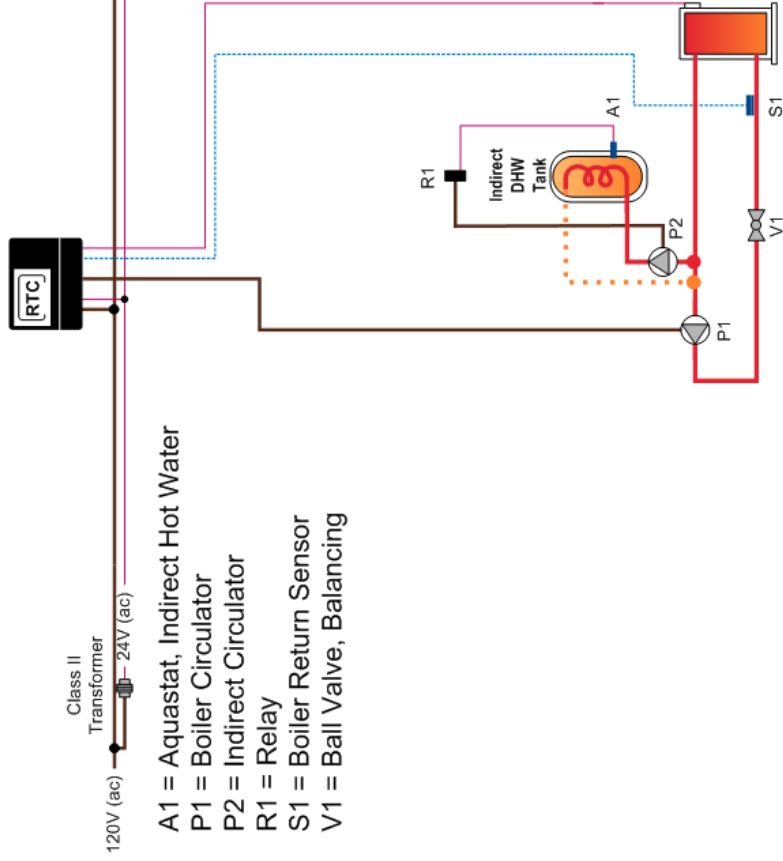 RTC
Class II
Transformer
120V (ac)
24V (ac)
A1 = Aquastat, Indirect Hot Water
P1 = Boiler Circulator
P2 = Indirect Circulator
R1 = Relay
S1 = Boiler Return Sensor
V1 = Ball Valve, Balancing
R1
A1
Indirect
DHW
Tank
P2
P1
V1
S1